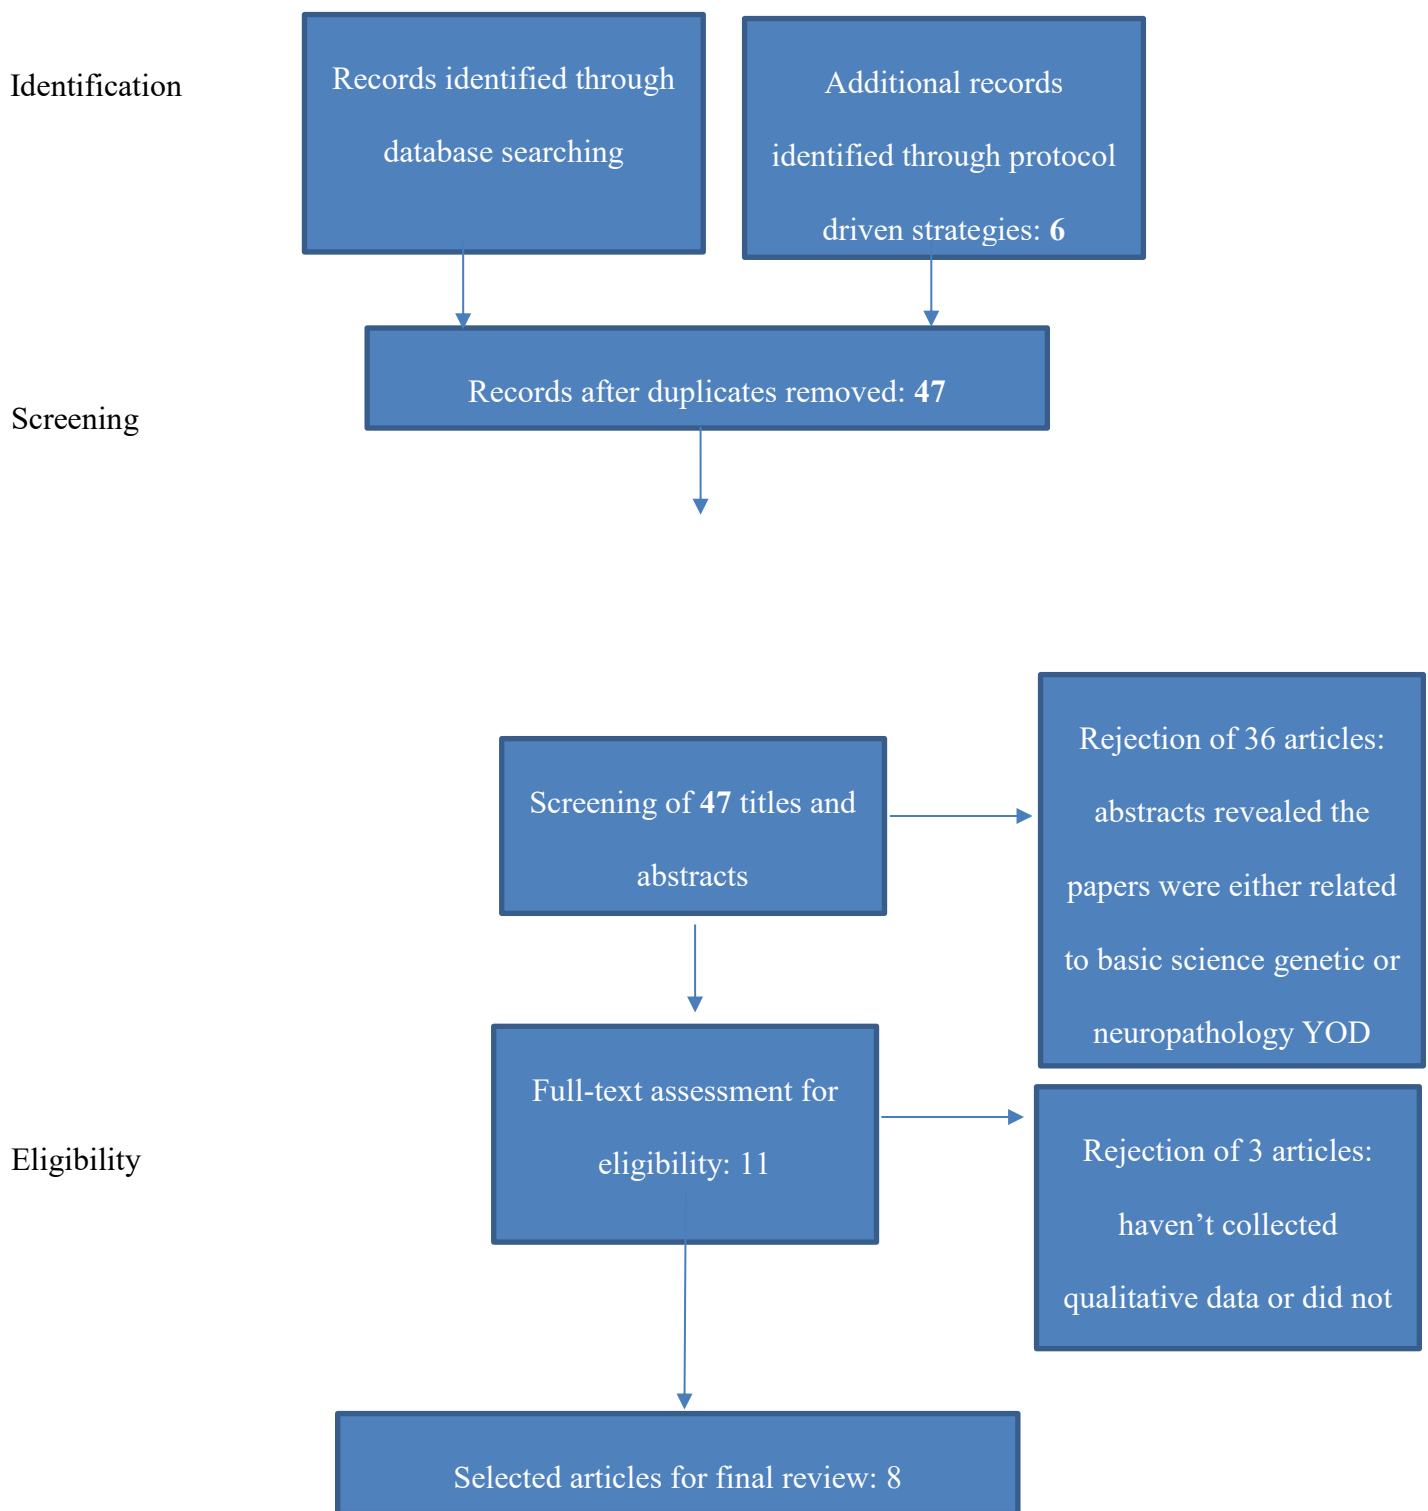 Identification
Records identified through
database searching
Additional records
identified through protocol
driven strategies: 6
Screening
Records after duplicates removed: 47
Screening of 47 titles and
abstracts
Rejection of 36 articles:
abstracts revealed the
papers were either related
to basic science genetic or
neuropathology YOD
Eligibility
Full-text assessment for
eligibility: 11
Rejection of 3 articles:
haven’t collected
qualitative data or did not
Selected articles for final review: 8